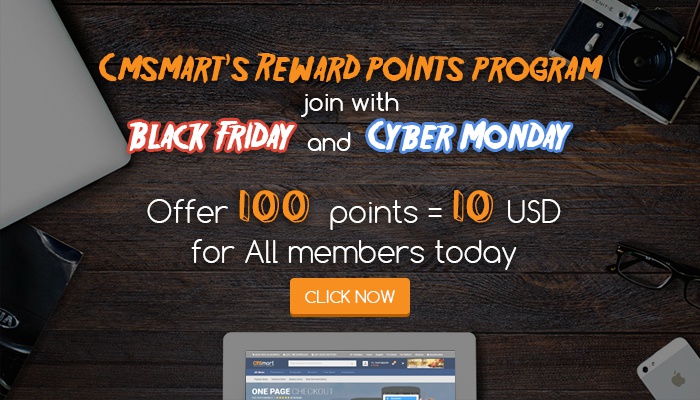 Cmsmart's Reward points program
join with
Black Friday and Cyber Monday
Offer 100 points = 10 USD
for All members today
CLICK NOW
cmsmart
ONE PAGE CHECKOUT